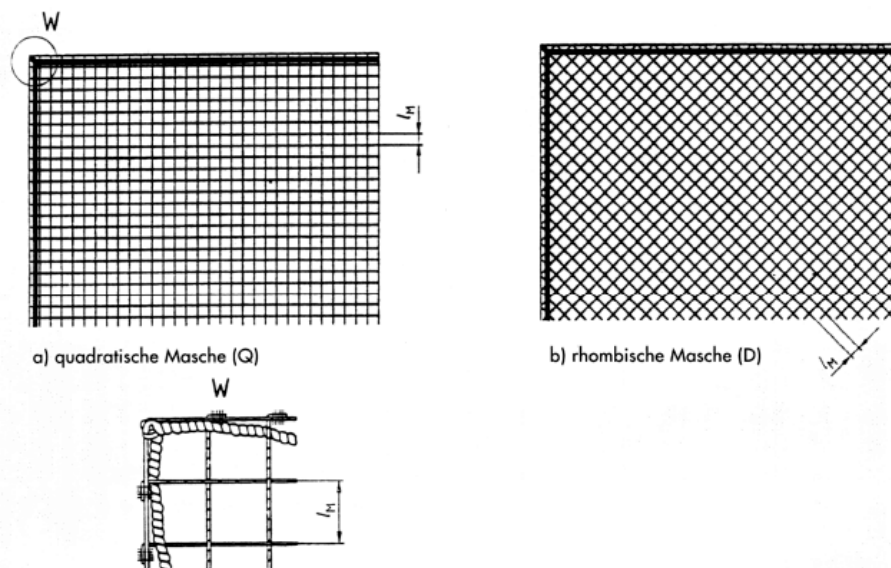 W
l_M
a) quadratische Masche (Q)
b) rhombische Masche (D)
l_M
W
l_M